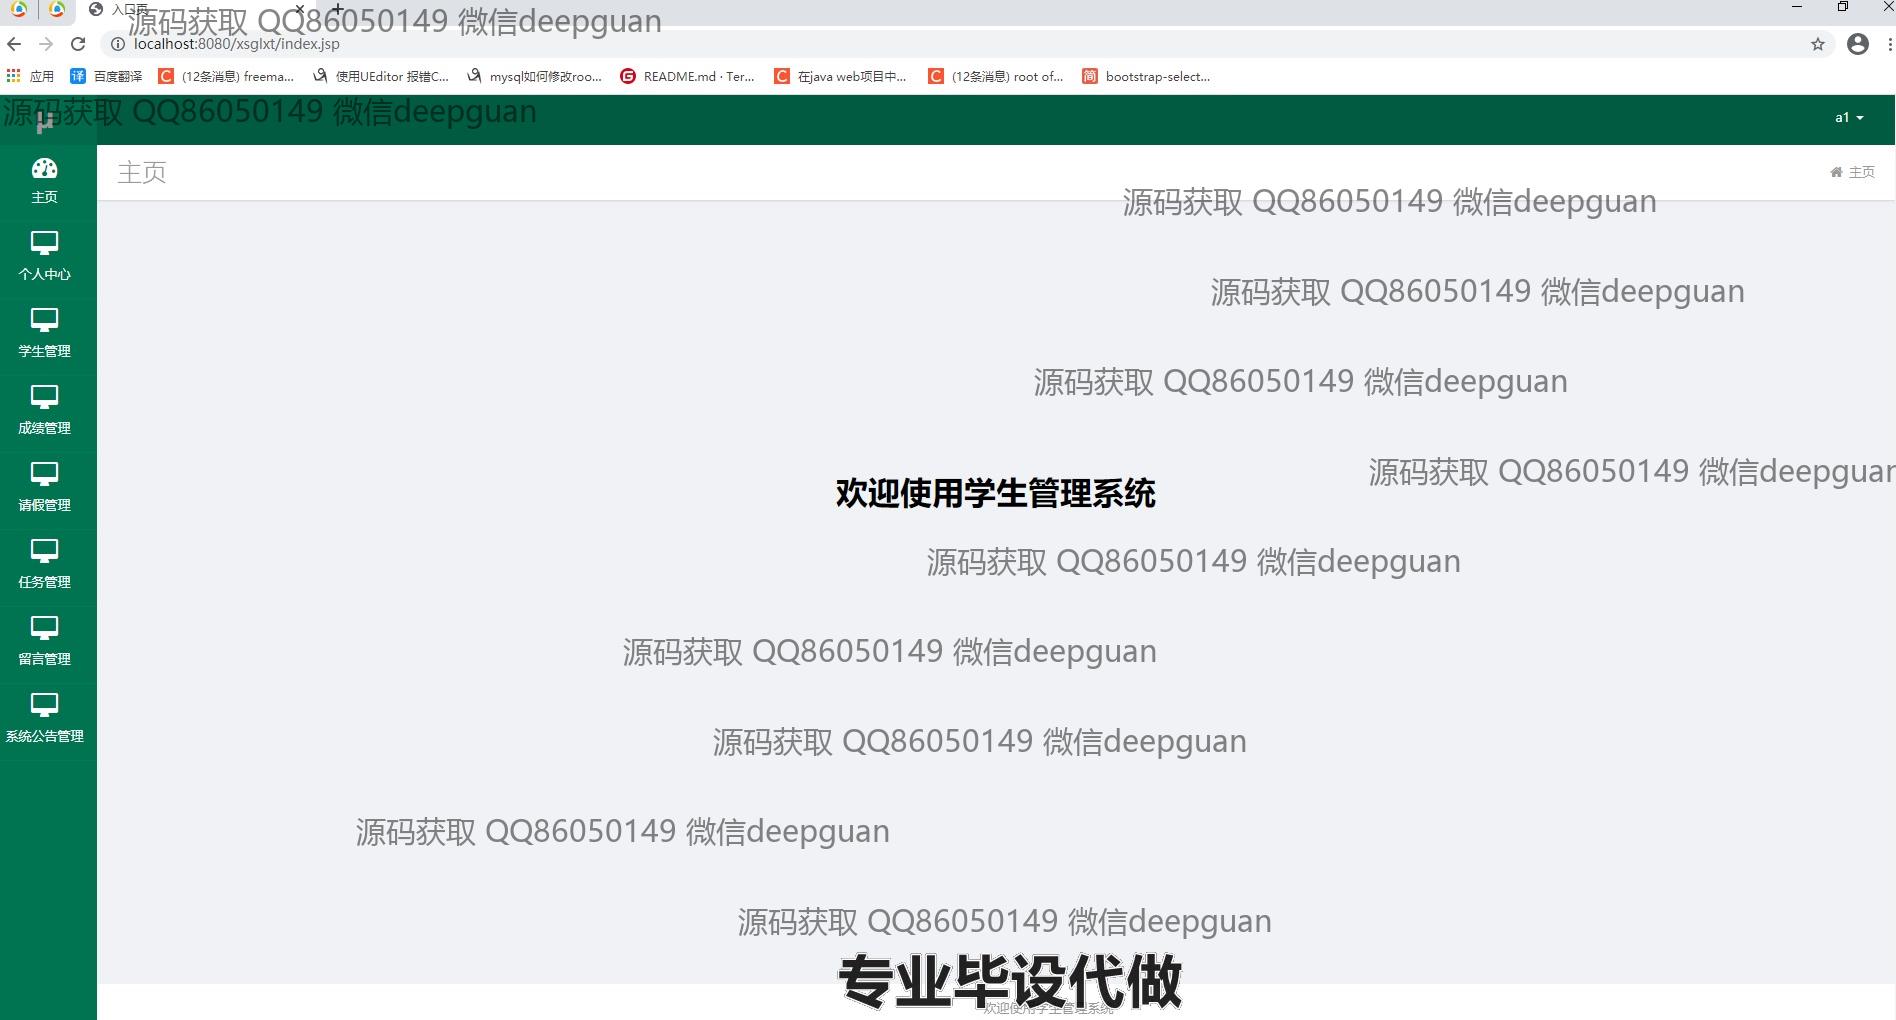 入口页
源码获取 QQ86050149 微信deepguan
localhost:8080/xsglxt/index.jsp
应用 译 百度翻译 C (12条消息) freema... 使用UEditor 报错C... mysql如何修改roo... G README.md · Ter... C 在java web项目中... C (12条消息) root of... 简 bootstrap-select...
源码获取 QQ86050149 微信deepguan
μ
a1
主页
主页
源码获取 QQ86050149 微信deepguan
主页
个人中心
源码获取 QQ86050149 微信deepguan
学生管理
源码获取 QQ86050149 微信deepguan
成绩管理
源码获取 QQ86050149 微信deepguan
欢迎使用学生管理系统
请假管理
源码获取 QQ86050149 微信deepguan
任务管理
源码获取 QQ86050149 微信deepguan
留言管理
源码获取 QQ86050149 微信deepguan
系统公告管理
源码获取 QQ86050149 微信deepguan
源码获取 QQ86050149 微信deepguan
专业毕设代做
欢迎使用学生管理系统